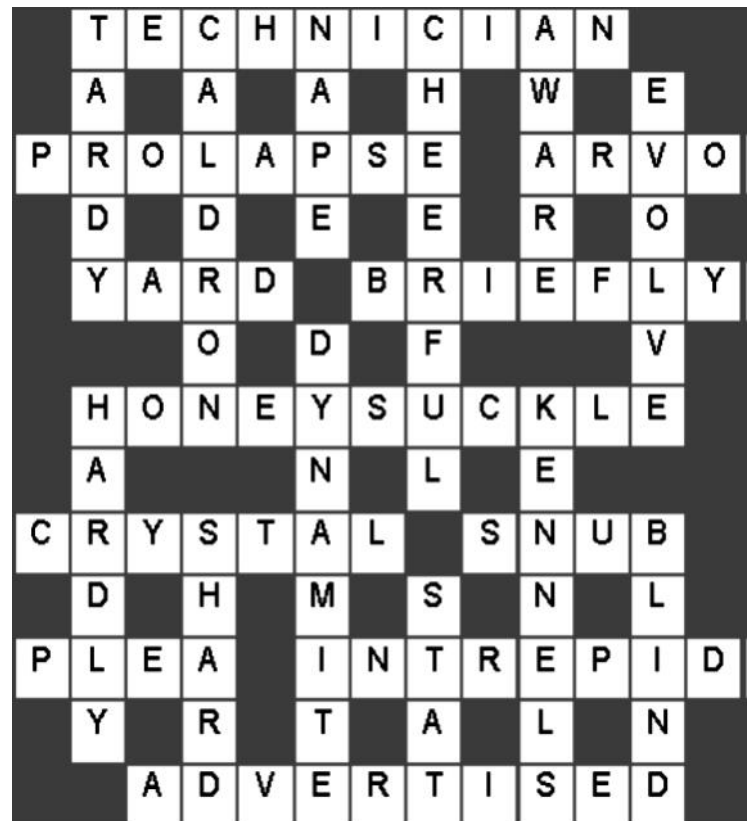 TECHNICIAN
A A A H W E
PROLAPSE ARVO
D D E E R O
YARD BRIEFLY
O D F V
HONEYSUCKLE
A N L E
CRYSTAL SNUB
D H M S N L
PLEA INTREPID
Y R T A L N
ADVERTISED